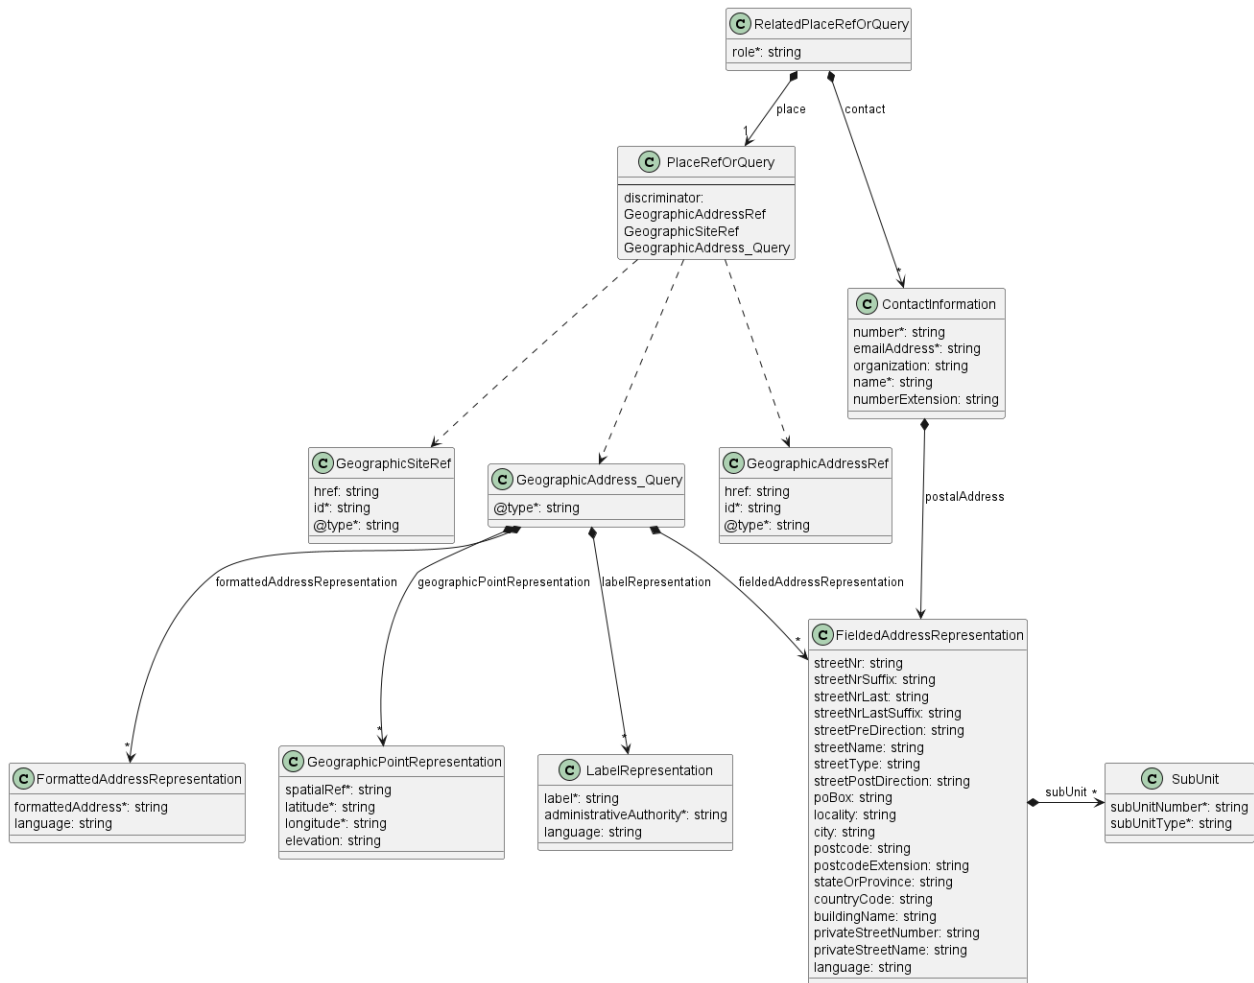 C RelatedPlaceRefOrQuery
role*: string
place
contact
1
C PlaceRefOrQuery
discriminator:
GeographicAddressRef
GeographicSiteRef
GeographicAddress_Query
*
C ContactInformation
number*: string
emailAddress*: string
organization: string
name*: string
numberExtension: string
C GeographicSiteRef
href: string
id*: string
@type*: string
C GeographicAddress_Query
@type*: string
C GeographicAddressRef
href: string
id*: string
@type*: string
postalAddress
formattedAddressRepresentation
geographicPointRepresentation
labelRepresentation
fieldedAddressRepresentation
*
*
*
*
C FormattedAddressRepresentation
formattedAddress*: string
language: string
C GeographicPointRepresentation
spatialRef*: string
latitude*: string
longitude*: string
elevation: string
C LabelRepresentation
label*: string
administrativeAuthority*: string
language: string
C FieldedAddressRepresentation
streetNr: string
streetNrSuffix: string
streetNrLast: string
streetNrLastSuffix: string
streetPreDirection: string
streetName: string
streetType: string
streetPostDirection: string
poBox: string
locality: string
city: string
postcode: string
postcodeExtension: string
stateOrProvince: string
countryCode: string
buildingName: string
privateStreetNumber: string
privateStreetName: string
language: string
subUnit *
C SubUnit
subUnitNumber*: string
subUnitType*: string